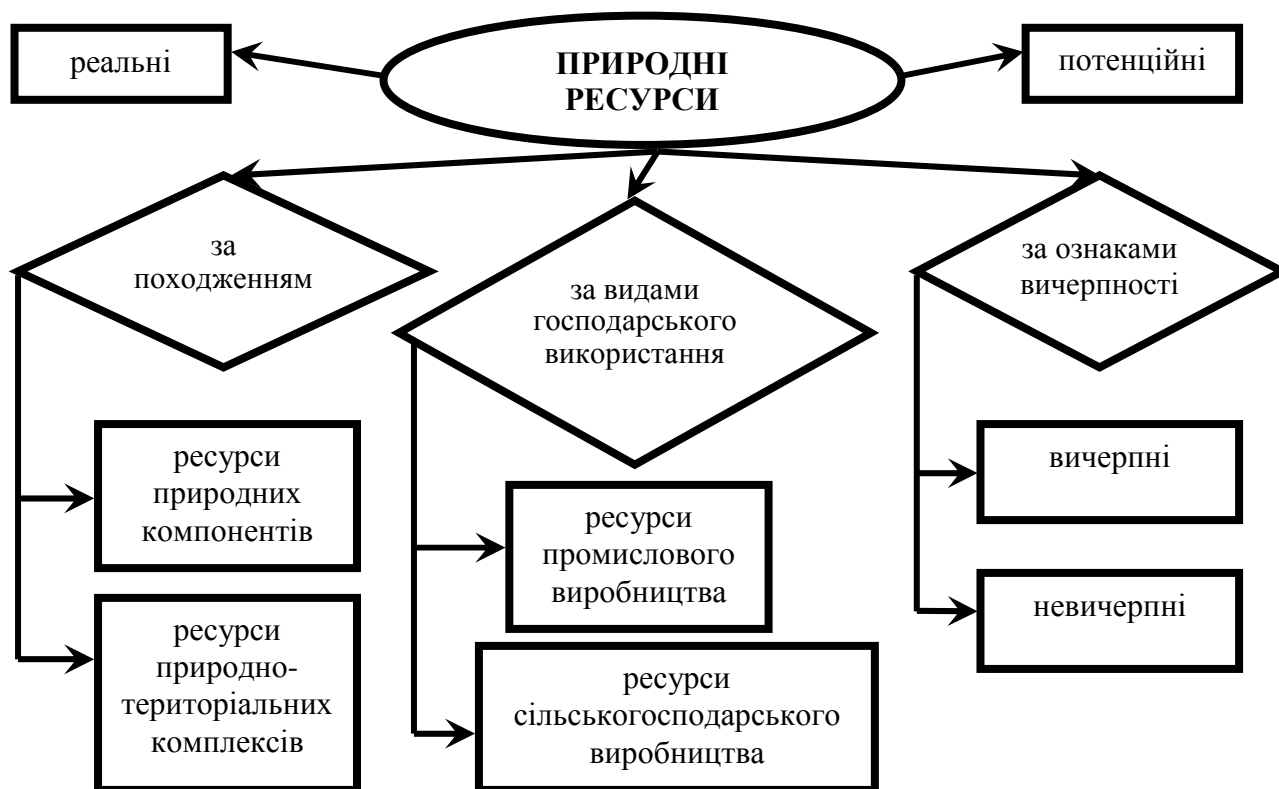 реальні
ПРИРОДНІ
РЕСУРСИ
потенційні
за
походженням
за видами
господарського
використання
за ознаками
вичерпності
ресурси
природних
компонентів
ресурси
природно-
територіальних
комплексів
ресурси
промислового
виробництва
ресурси
сільськогосподарського
виробництва
вичерпні
невичерпні